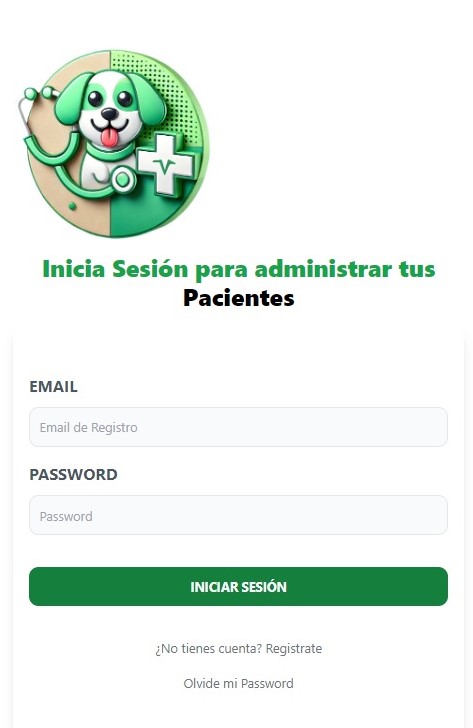 Inicia Sesión para administrar tus
Pacientes
EMAIL
Email de Registro
PASSWORD
Password
INICIAR SESIÓN
¿No tienes cuenta? Registrate
Olvide mi Password